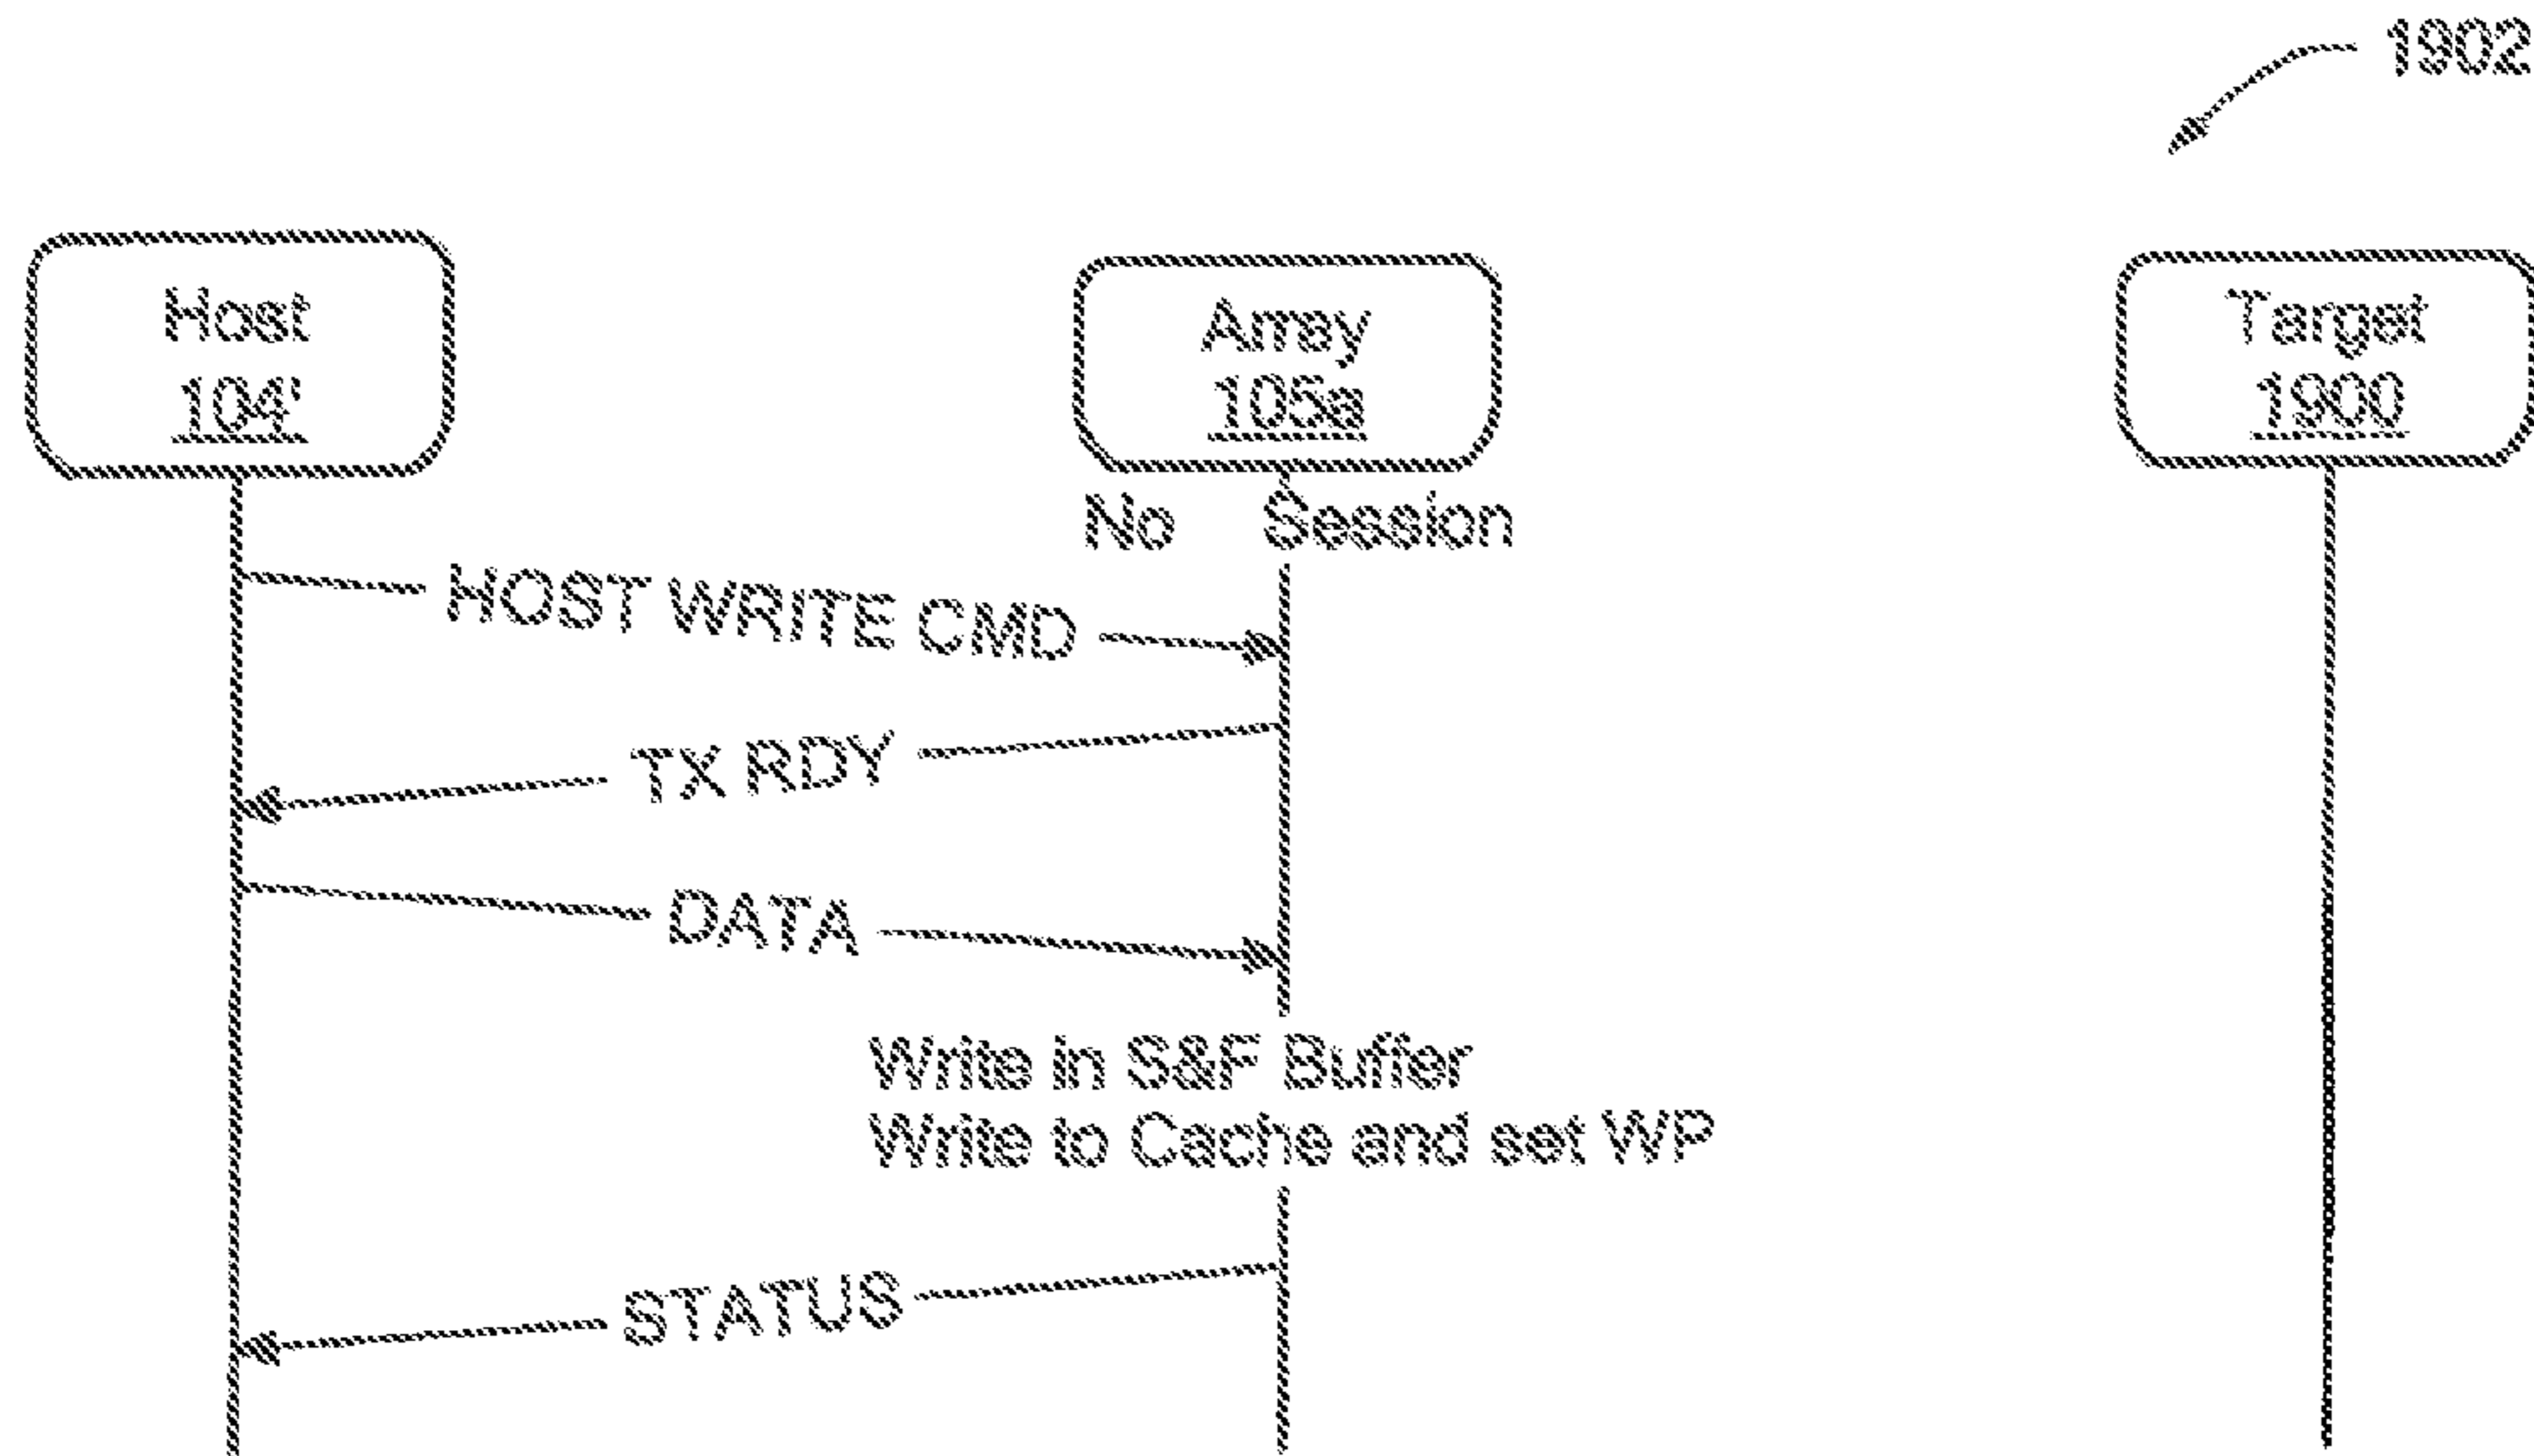 1902
Host
104'
Array
105a
Target
1900
No Session
HOST WRITE CMD
TX RDY
DATA
Write in S&F Buffer
Write to Cache and set WP
STATUS